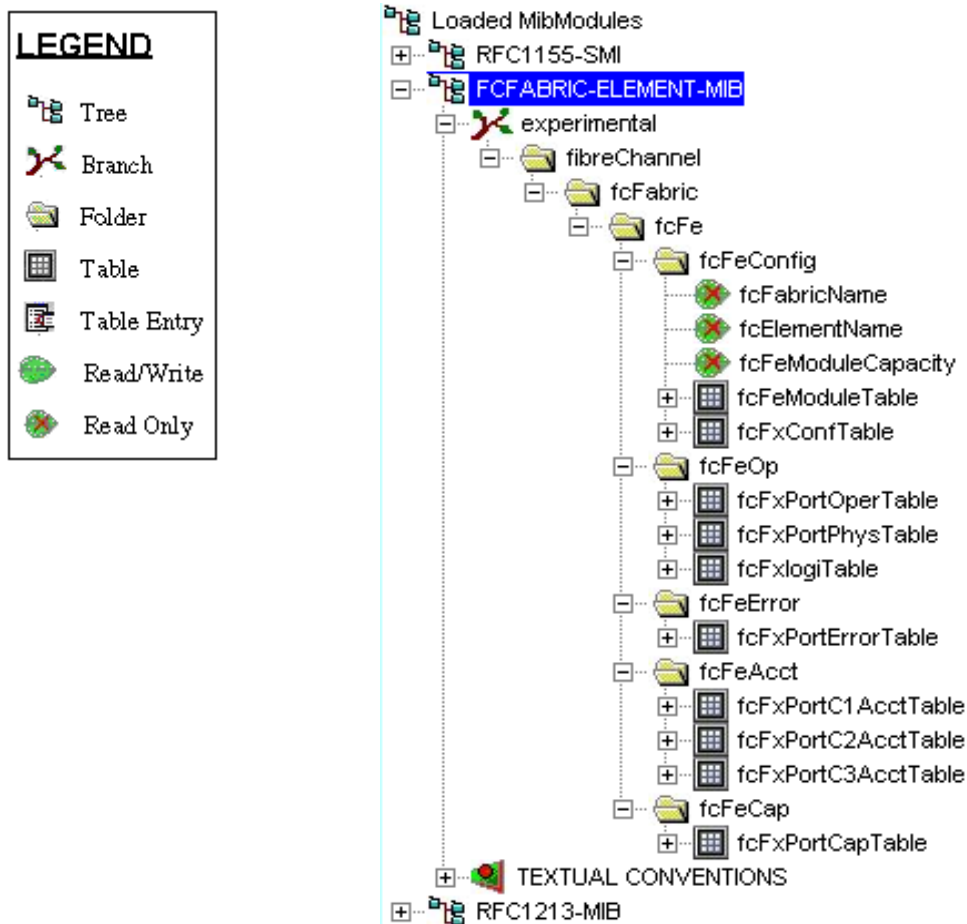 LEGEND
Tree
Branch
Folder
Table
Table Entry
Read/Write
Read Only
Loaded MibModules
RFC1155-SMI
FCFABRIC-ELEMENT-MIB
experimental
fibreChannel
fcFabric
fcFe
fcFeConfig
fcFabricName
fcElementName
fcFeModuleCapacity
fcFeModuleTable
fcFxConfTable
fcFeOp
fcFxPortOperTable
fcFxPortPhysTable
fcFxlogiTable
fcFeError
fcFxPortErrorTable
fcFeAcct
fcFxPortC1AcctTable
fcFxPortC2AcctTable
fcFxPortC3AcctTable
fcFeCap
fcFxPortCapTable
TEXTUAL CONVENTIONS
RFC1213-MIB